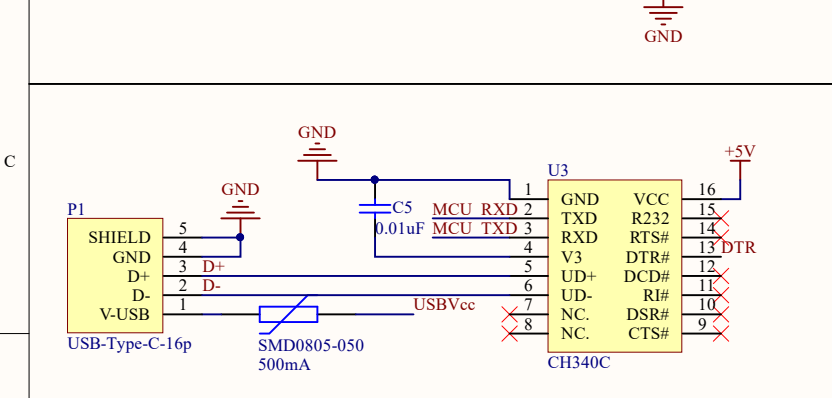 GND
C
GND
+5V
U3
GND
P1
C5
0.01uF
MCU_RXD
MCU_TXD
1 GND VCC 16
2 TXD R232 15
3 RXD RTS# 14
4 V3 DTR# 13 DTR
5 UD+ DCD# 12
6 UD- RI# 11
7 NC. DSR# 10
8 NC. CTS# 9
SHIELD 5
GND 4
D+ 3 D+
D- 2 D-
V-USB 1
USBVcc
USB-Type-C-16p
SMD0805-050
500mA
CH340C